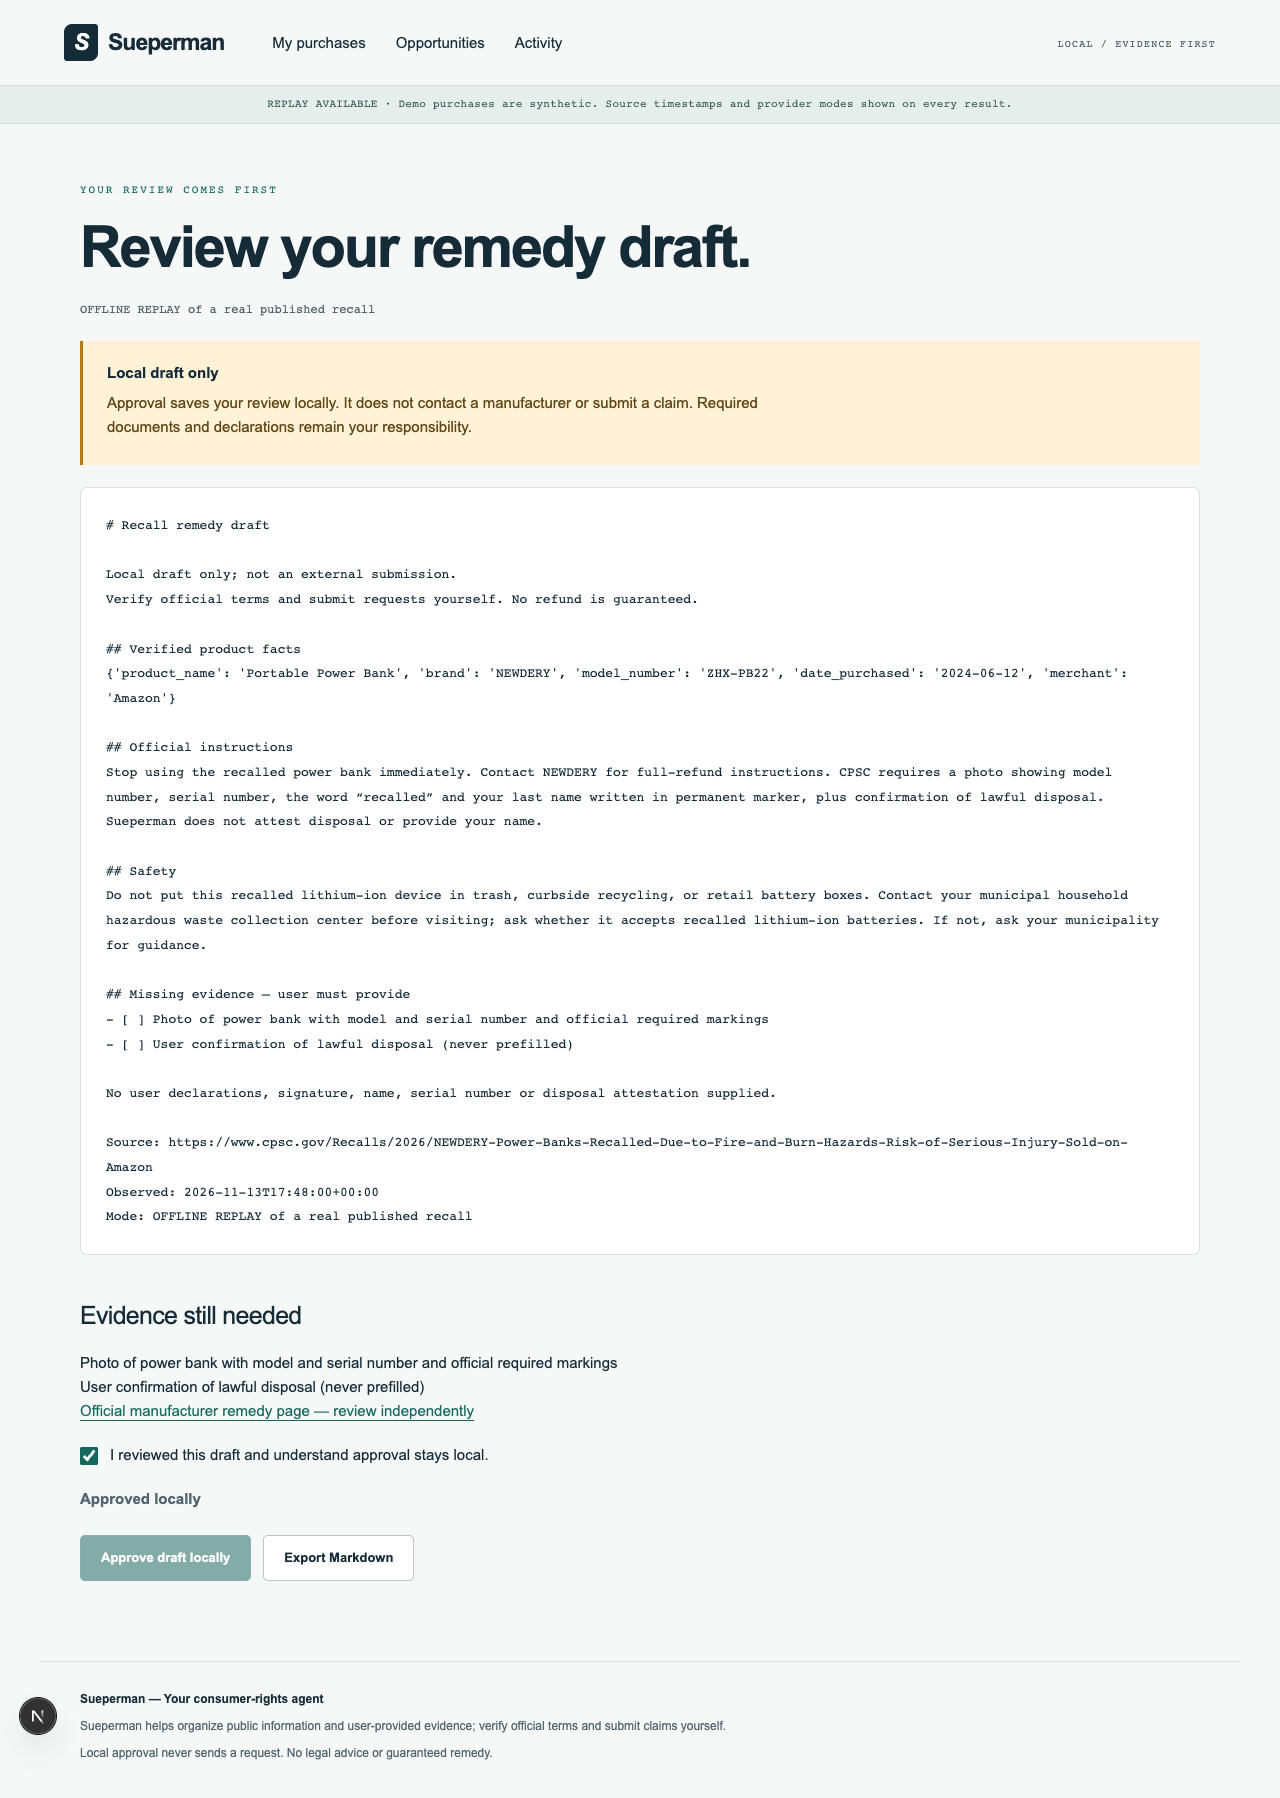 S Sueperman My purchases Opportunities Activity LOCAL / EVIDENCE FIRST
REPLAY AVAILABLE · Demo purchases are synthetic. Source timestamps and provider modes shown on every result.
YOUR REVIEW COMES FIRST
Review your remedy draft.
OFFLINE REPLAY of a real published recall
Local draft only
Approval saves your review locally. It does not contact a manufacturer or submit a claim. Required
documents and declarations remain your responsibility.
# Recall remedy draft
Local draft only; not an external submission.
Verify official terms and submit requests yourself. No refund is guaranteed.
## Verified product facts
{'product_name': 'Portable Power Bank', 'brand': 'NEWDERY', 'model_number': 'ZHX-PB22', 'date_purchased': '2024-06-12', 'merchant':
'Amazon'}
## Official instructions
Stop using the recalled power bank immediately. Contact NEWDERY for full-refund instructions. CPSC requires a photo showing model
number, serial number, the word “recalled” and your last name written in permanent marker, plus confirmation of lawful disposal.
Sueperman does not attest disposal or provide your name.
## Safety
Do not put this recalled lithium-ion device in trash, curbside recycling, or retail battery boxes. Contact your municipal household
hazardous waste collection center before visiting; ask whether it accepts recalled lithium-ion batteries. If not, ask your municipality
for guidance.
## Missing evidence — user must provide
- [ ] Photo of power bank with model and serial number and official required markings
- [ ] User confirmation of lawful disposal (never prefilled)
No user declarations, signature, name, serial number or disposal attestation supplied.
Source: https://www.cpsc.gov/Recalls/2026/NEWDERY-Power-Banks-Recalled-Due-to-Fire-and-Burn-Hazards-Risk-of-Serious-Injury-Sold-on-
Amazon
Observed: 2026-11-13T17:48:00+00:00
Mode: OFFLINE REPLAY of a real published recall
Evidence still needed
Photo of power bank with model and serial number and official required markings
User confirmation of lawful disposal (never prefilled)
Official manufacturer remedy page — review independently
I reviewed this draft and understand approval stays local.
Approved locally
Approve draft locally Export Markdown
Sueperman — Your consumer-rights agent
N
Sueperman helps organize public information and user-provided evidence; verify official terms and submit claims yourself.
Local approval never sends a request. No legal advice or guaranteed remedy.